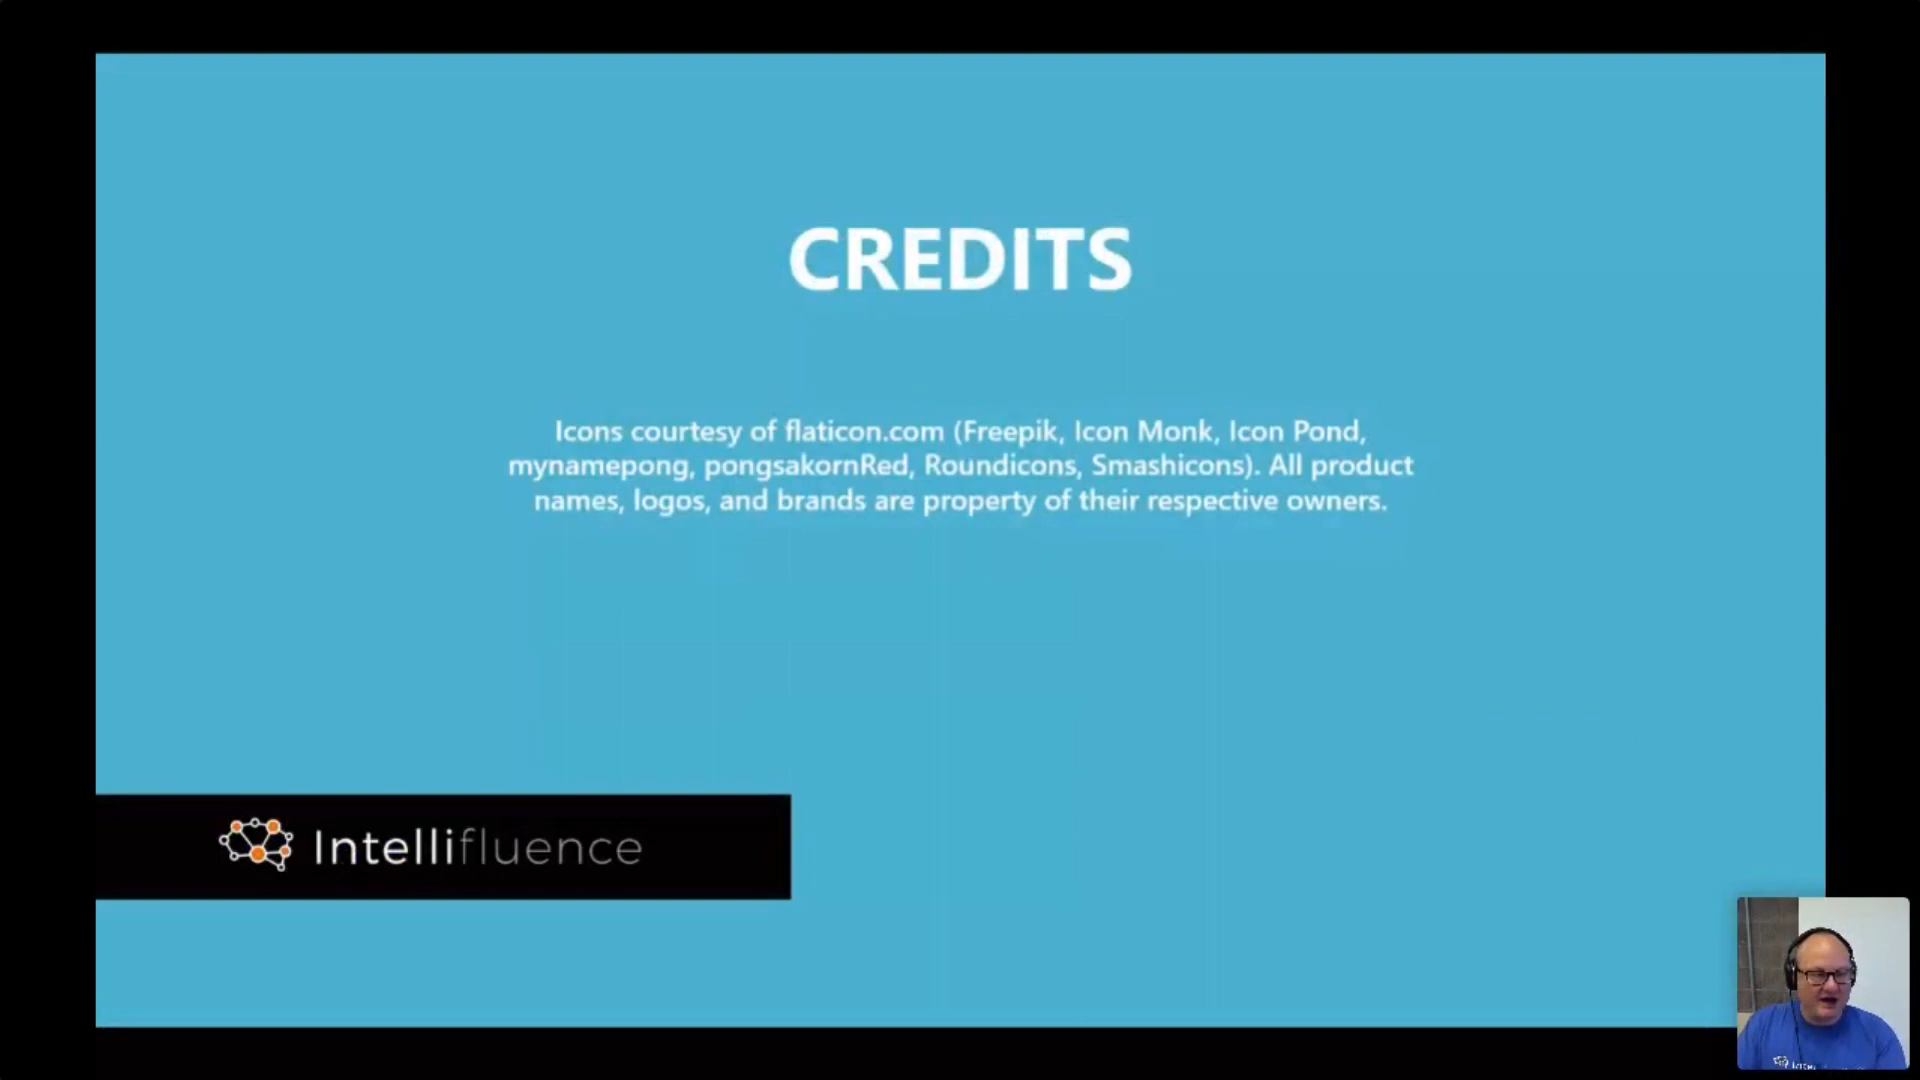 CREDITS
Icons courtesy of flaticon.com (Freepik, Icon Monk, Icon Pond,
mynamepong, pongsakornRed, Roundicons, Smashicons). All product
names, logos, and brands are property of their respective owners.
Intellifluence